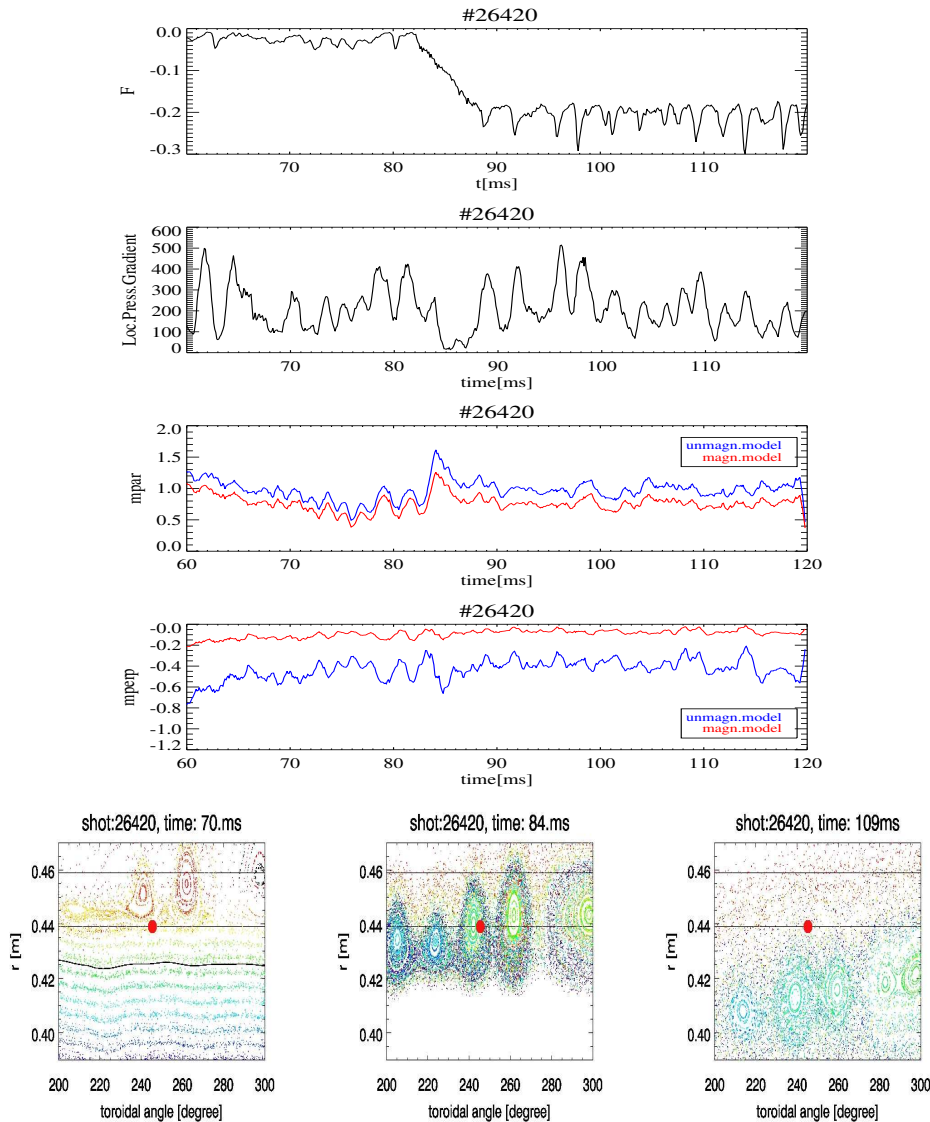 #26420
0.0
-0.1
-0.2
-0.3
F
70 80 90 100 110
t[ms]
#26420
600
500
400
300
200
100
0
Loc.Press.Gradient
70 80 90 100 110
time[ms]
#26420
2.0
1.5
1.0
0.5
0.0
mpar
unmagn.model
magn.model
60 70 80 90 100 110 120
time[ms]
#26420
-0.0
-0.2
-0.4
-0.6
-0.8
-1.0
-1.2
mperp
unmagn.model
magn.model
60 70 80 90 100 110 120
time[ms]
shot:26420, time: 70.ms
0.46
0.44
0.42
0.40
r [m]
200 220 240 260 280 300
toroidal angle [degree]
shot:26420, time: 84.ms
0.46
0.44
0.42
0.40
r [m]
200 220 240 260 280 300
toroidal angle [degree]
shot:26420, time: 109ms
0.46
0.44
0.42
0.40
r [m]
200 220 240 260 280 300
toroidal angle [degree]